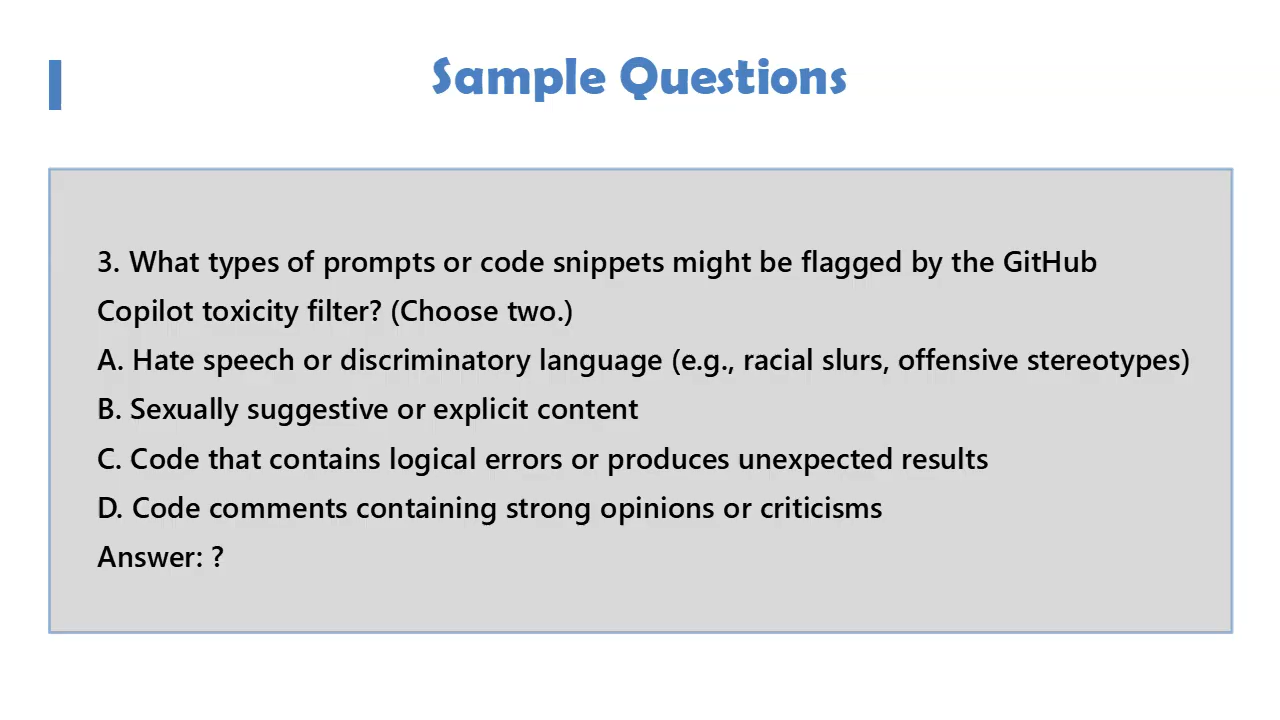 Sample Questions
3. What types of prompts or code snippets might be flagged by the GitHub
Copilot toxicity filter? (Choose two.)
A. Hate speech or discriminatory language (e.g., racial slurs, offensive stereotypes)
B. Sexually suggestive or explicit content
C. Code that contains logical errors or produces unexpected results
D. Code comments containing strong opinions or criticisms
Answer: ?